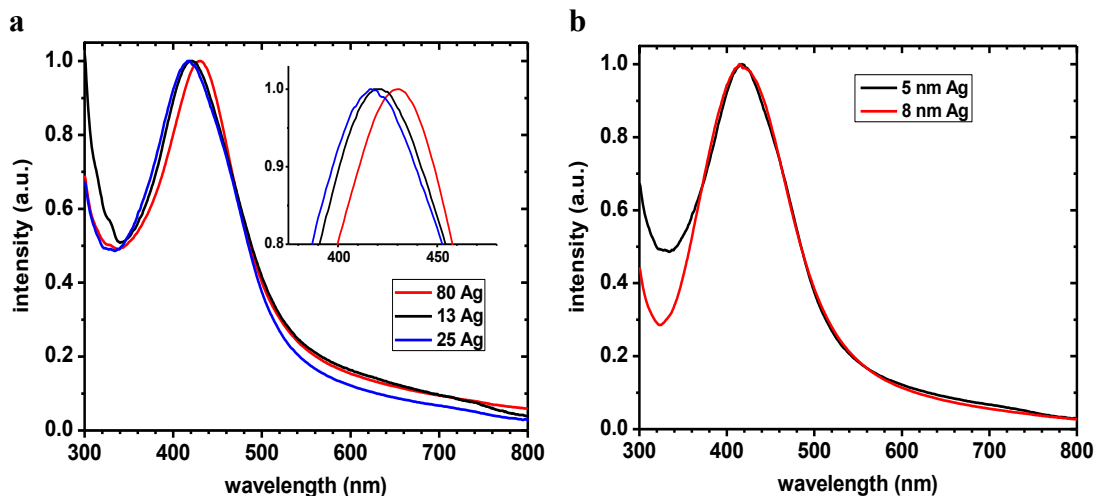 a
intensity (a.u.)
1.0
0.8
0.6
0.4
0.2
0.0
300 400 500 600 700 800
wavelength (nm)
1.0
0.9
0.8
400 450
80 Ag
13 Ag
25 Ag
b
intensity (a.u.)
1.0
0.8
0.6
0.4
0.2
0.0
300 400 500 600 700 800
wavelength (nm)
5 nm Ag
8 nm Ag